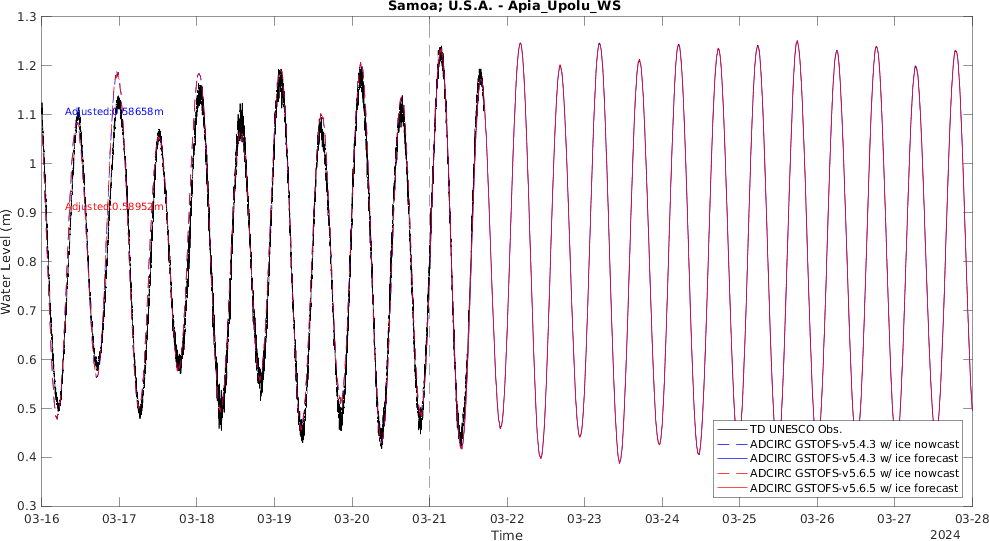 Samoa; U.S.A. - Apia_Upolu_WS
1.3
1.2
1.1
1
0.9
0.8
0.7
0.6
0.5
0.4
0.3
Water Level (m)
Adjusted:0.58658m
Adjusted:0.58952m
TD UNESCO Obs.
ADCIRC GSTOFS-v5.4.3 w/ ice nowcast
ADCIRC GSTOFS-v5.4.3 w/ ice forecast
ADCIRC GSTOFS-v5.6.5 w/ ice nowcast
ADCIRC GSTOFS-v5.6.5 w/ ice forecast
03-16 03-17 03-18 03-19 03-20 03-21 03-22 03-23 03-24 03-25 03-26 03-27 03-28
Time
2024